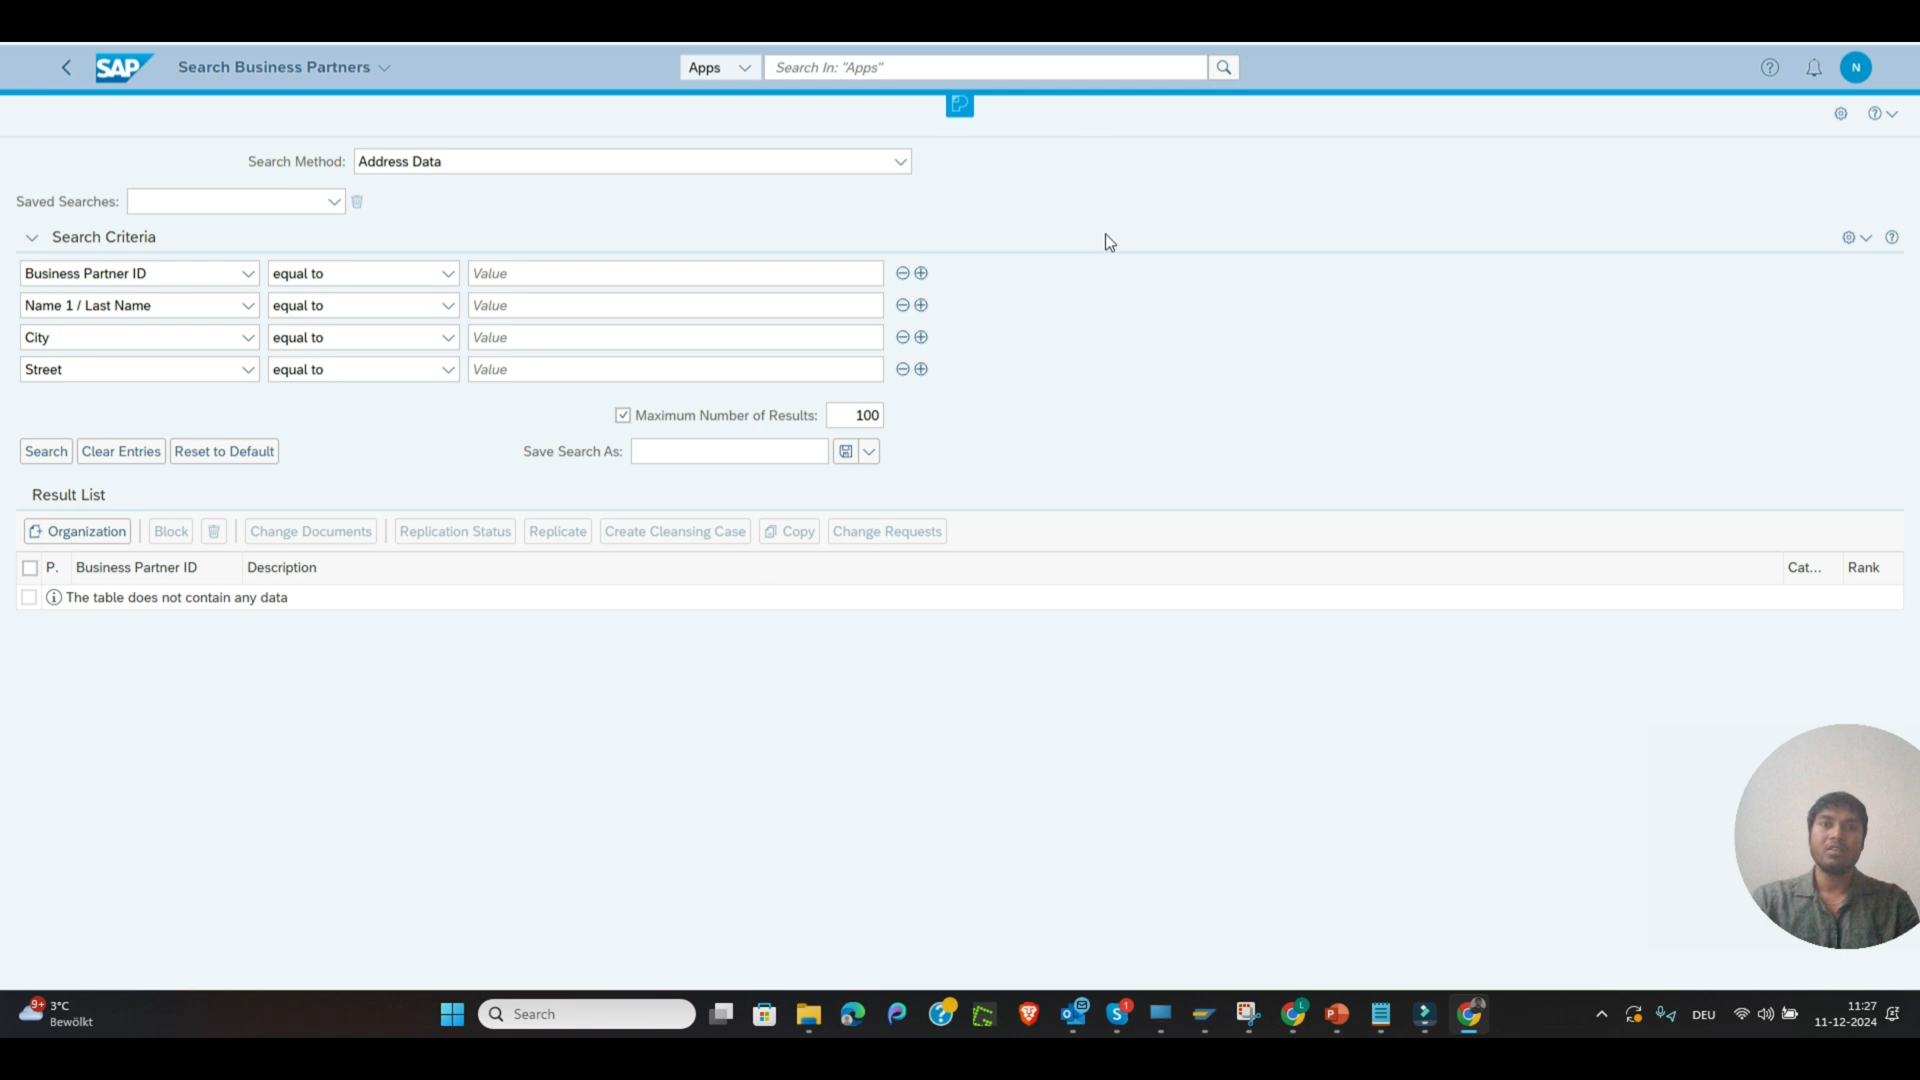 SAP Search Business Partners Apps Search In: "Apps" N
Search Method: Address Data
Saved Searches:
Search Criteria
Business Partner ID equal to Value
Name 1 / Last Name equal to Value
City equal to Value
Street equal to Value
Maximum Number of Results: 100
Search Clear Entries Reset to Default Save Search As:
Result List
Organization Block Change Documents Replication Status Replicate Create Cleansing Case Copy Change Requests
P. Business Partner ID Description Cat... Rank
The table does not contain any data
9+ 3°C
Bewölkt
Search
S 1
L
P
DEU
11:27
11-12-2024